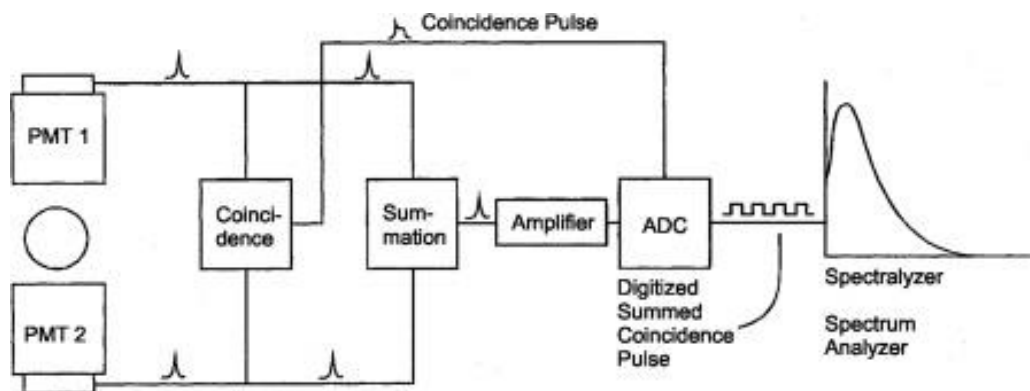 Coincidence Pulse
PMT 1
Coinci-
dence
Sum-
mation
Amplifier
ADC
PMT 2
Digitized
Summed
Coincidence
Pulse
Spectralyzer
Spectrum
Analyzer